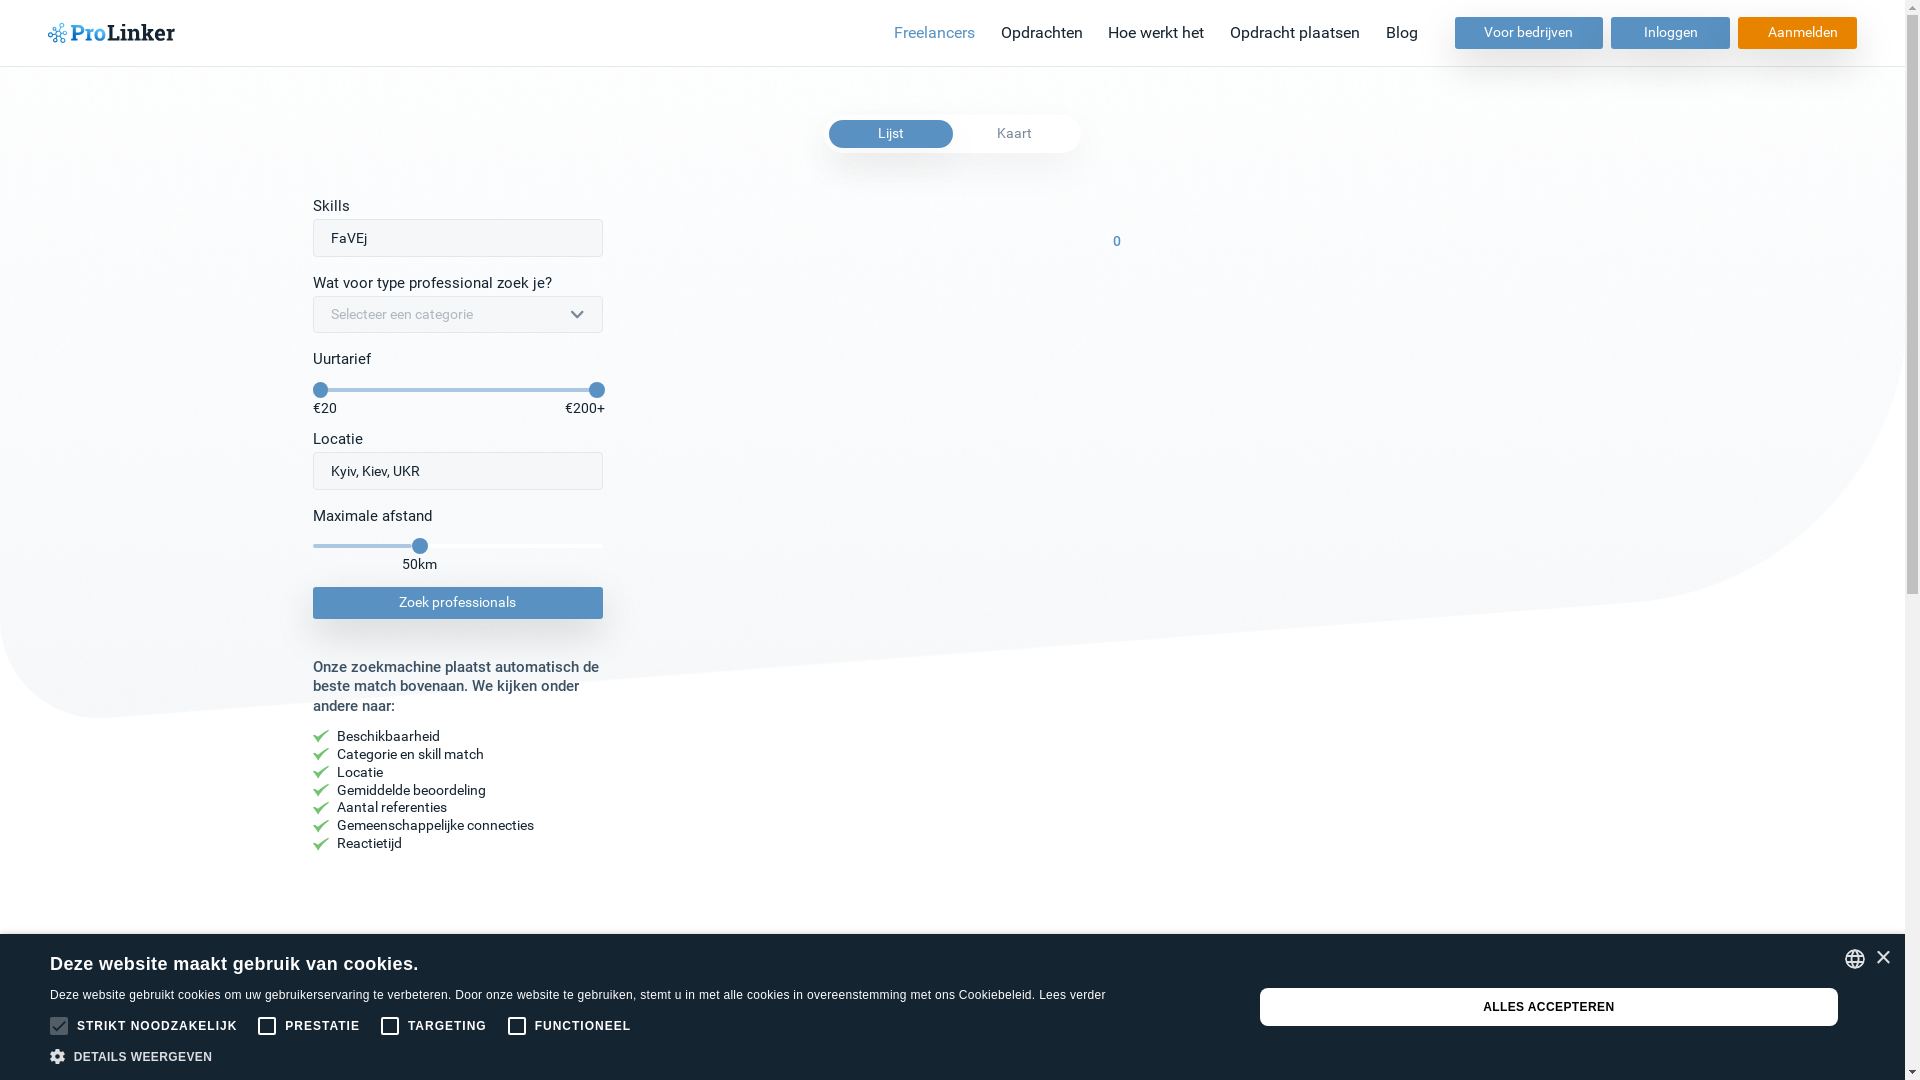 ProLinker
Freelancers Opdrachten Hoe werkt het Opdracht plaatsen Blog Voor bedrijven Inloggen Aanmelden
Lijst Kaart
Skills
FaVEj
0
Wat voor type professional zoek je?
Selecteer een categorie
Uurtarief
€20 €200+
Locatie
Kyiv, Kiev, UKR
Maximale afstand
50km
Zoek professionals
Onze zoekmachine plaatst automatisch de
beste match bovenaan. We kijken onder
andere naar:
Beschikbaarheid
Categorie en skill match
Locatie
Gemiddelde beoordeling
Aantal referenties
Gemeenschappelijke connecties
Reactietijd
Deze website maakt gebruik van cookies.
Deze website gebruikt cookies om uw gebruikerservaring te verbeteren. Door onze website te gebruiken, stemt u in met alle cookies in overeenstemming met ons Cookiebeleid. Lees verder
STRIKT NOODZAKELIJK PRESTATIE TARGETING FUNCTIONEEL
DETAILS WEERGEVEN
ALLES ACCEPTEREN
×